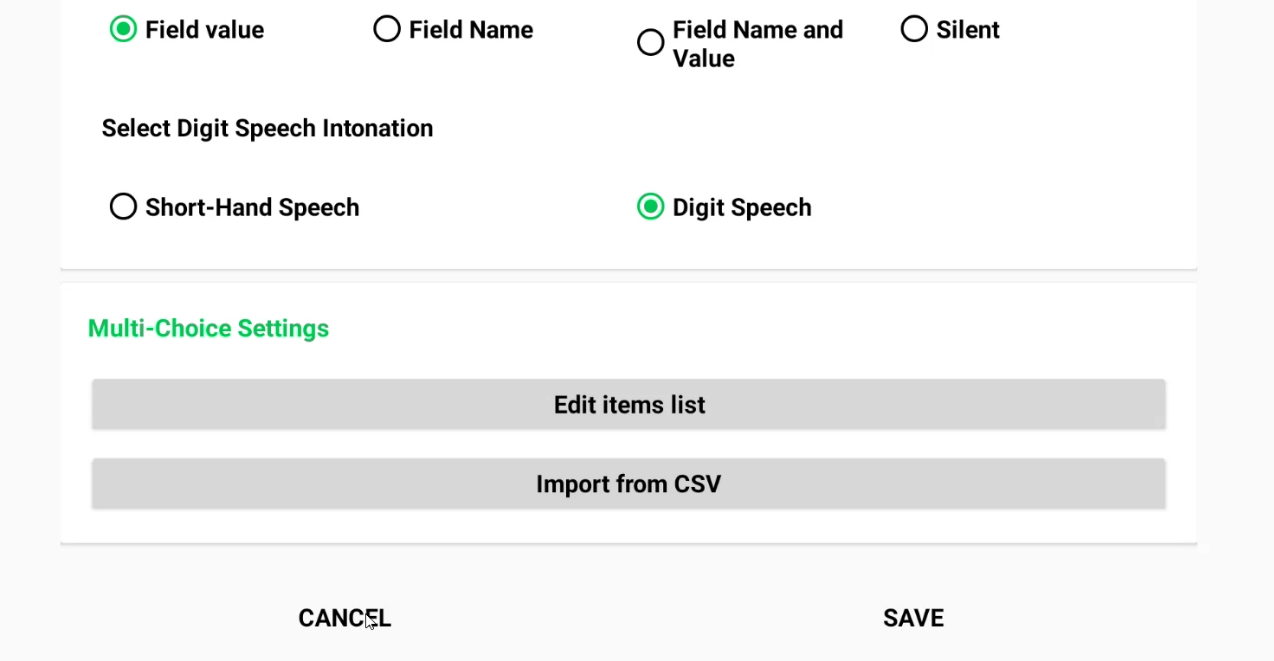 Field value
Field Name
Field Name and
Value
Silent
Select Digit Speech Intonation
Short-Hand Speech
Digit Speech
Multi-Choice Settings
Edit items list
Import from CSV
CANCEL
SAVE